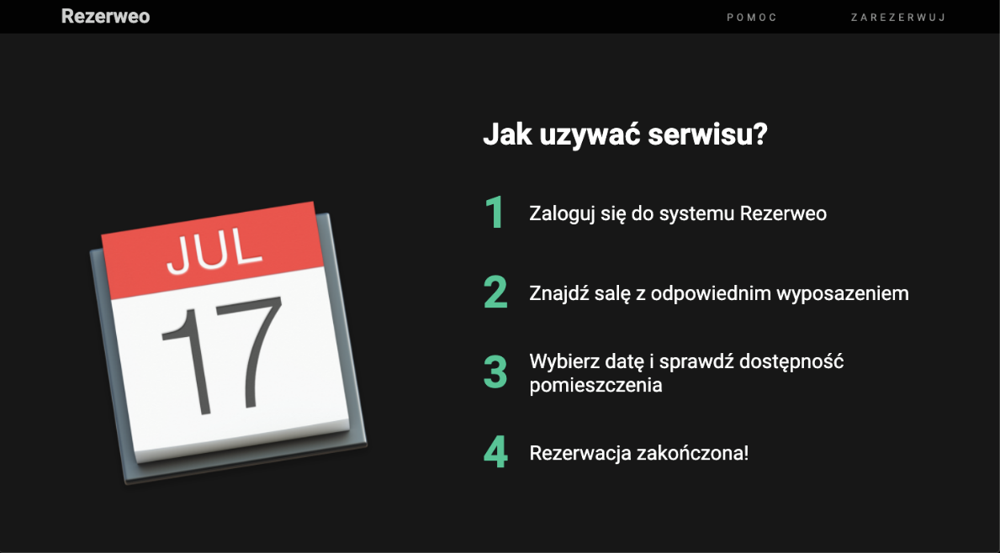 Rezerweo
POMOC
ZAREZERWUJ
Jak uzywać serwisu?
1 Zaloguj się do systemu Rezerweo
2 Znajdź salę z odpowiednim wyposazeniem
3 Wybierz datę i sprawdź dostępność
pomieszczenia
4 Rezerwacja zakończona!
JUL
17